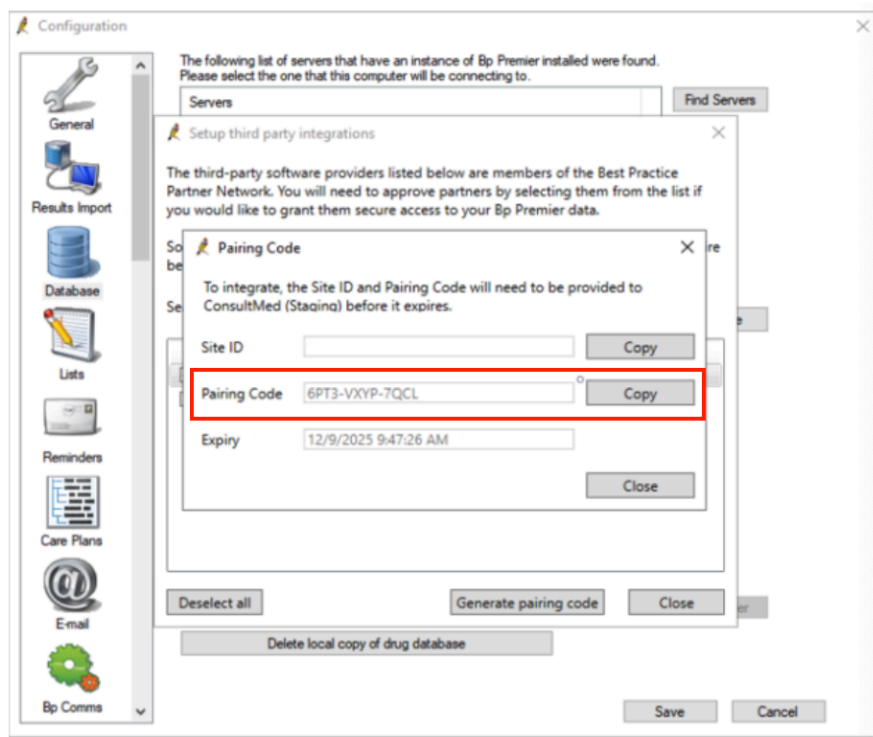 Configuration
General
Results Import
Database
Lists
Reminders
Care Plans
E-mail
Bp Comms
The following list of servers that have an instance of Bp Premier installed were found.
Please select the one that this computer will be connecting to.
Servers
Find Servers
Setup third party integrations
The third-party software providers listed below are members of the Best Practice
Partner Network. You will need to approve partners by selecting them from the list if
you would like to grant them secure access to your Bp Premier data.
So
re
be
Se
e
Pairing Code
To integrate, the Site ID and Pairing Code will need to be provided to
ConsultMed (Staging) before it expires.
Site ID
Copy
Pairing Code 6PT3-VXYP-7QCL Copy
Expiry 12/9/2025 9:47:26 AM
Close
Deselect all Generate pairing code Close
er
Delete local copy of drug database
Save Cancel